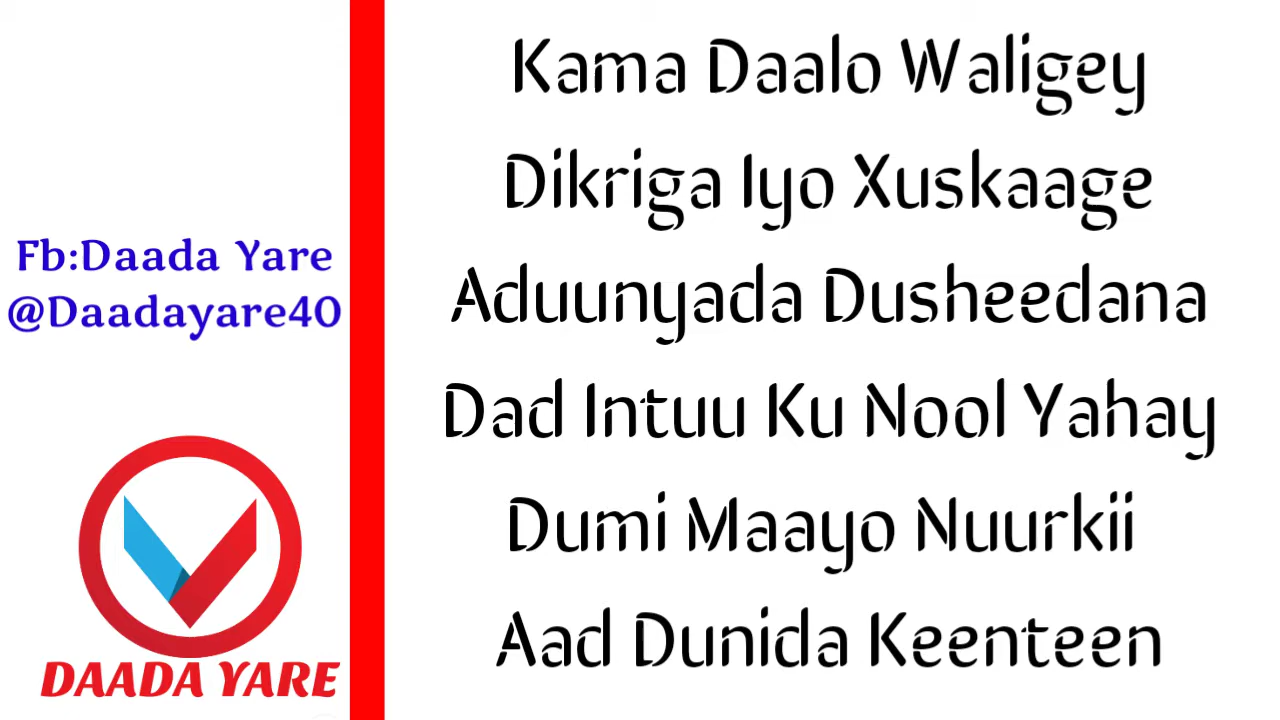 Fb:Daada Yare
@Daadayare40
DAADA YARE
Kama Daalo Waligey
Dikriga Iyo Xuskaage
Aduunyada Dusheedana
Dad Intuu Ku Nool Yahay
Dumi Maayo Nuurkii
Aad Dunida Keenteen